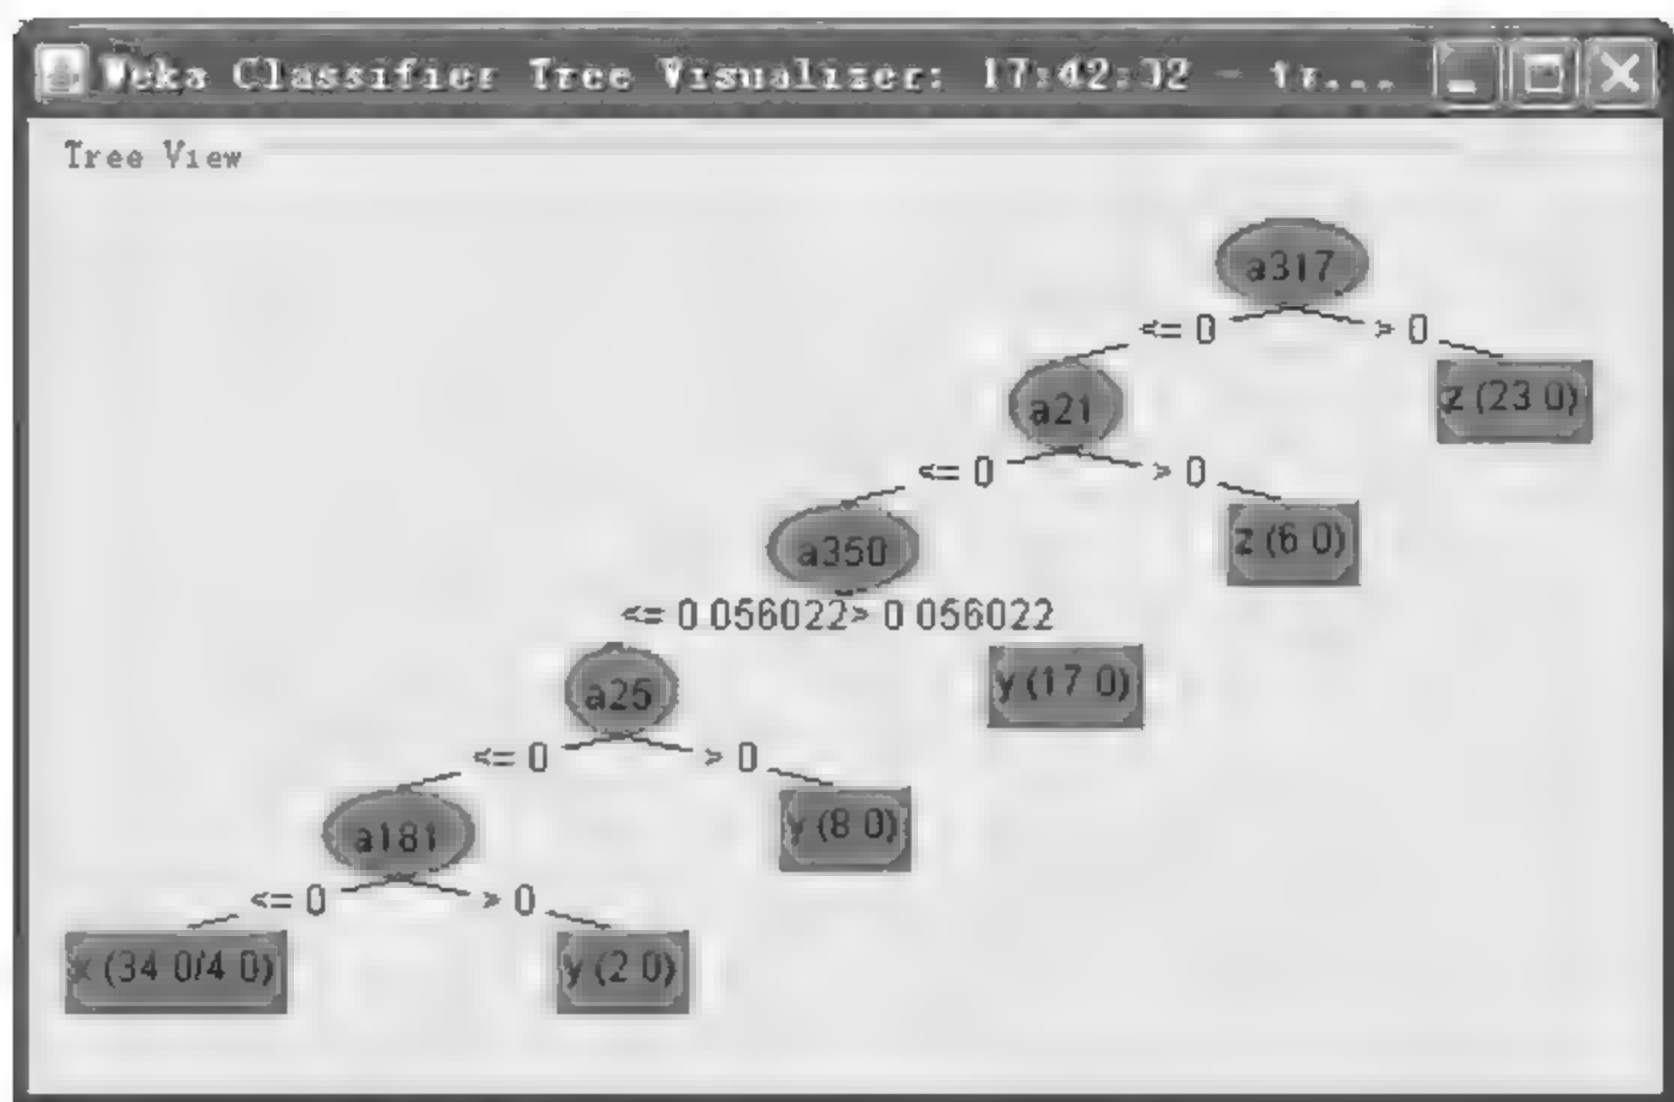 Weka Classifier Tree Visualizer: 17:42:32 - tr...
Tree View
a317
<= 0 > 0
a21 z (23 0)
<= 0 > 0
a350 z (6 0)
<= 0 056022 > 0 056022
a25 y (17 0)
<= 0 > 0
a181 y (8 0)
<= 0 > 0
x (34 0/4 0) y (2 0)